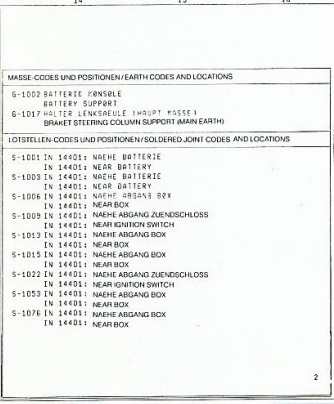 14 15 16
MASSE-CODES UND POSITIONEN/EARTH CODES AND LOCATIONS
G-1002 BATTERIE KONSOLE
BATTERY SUPPORT
G-1017 HALTER LENKSAEULE (HAUPT MASSE)
BRAKET STEERING COLUMN SUPPORT (MAIN EARTH)
LOTSTELLEN-CODES UND POSITIONEN/SOLDERED JOINT CODES AND LOCATIONS
S-1001 IN 14401: NAEHE BATTERIE
IN 14401: NEAR BATTERY
S-1003 IN 14401: NAEHE BATTERIE
IN 14401: NEAR BATTERY
S-1006 IN 14401: NAEHE ABGANG BOX
IN 14401: NEAR BOX
S-1009 IN 14401: NAEHE ABGANG ZUENDSCHLOSS
IN 14401: NEAR IGNITION SWITCH
S-1013 IN 14401: NAEHE ABGANG BOX
IN 14401: NEAR BOX
S-1015 IN 14401: NAEHE ABGANG BOX
IN 14401: NEAR BOX
S-1022 IN 14401: NAEHE ABGANG ZUENDSCHLOSS
IN 14401: NEAR IGNITION SWITCH
S-1053 IN 14401: NAEHE ABGANG BOX
IN 14401: NEAR BOX
S-1076 IN 14401: NAEHE ABGANG BOX
IN 14401: NEAR BOX
2